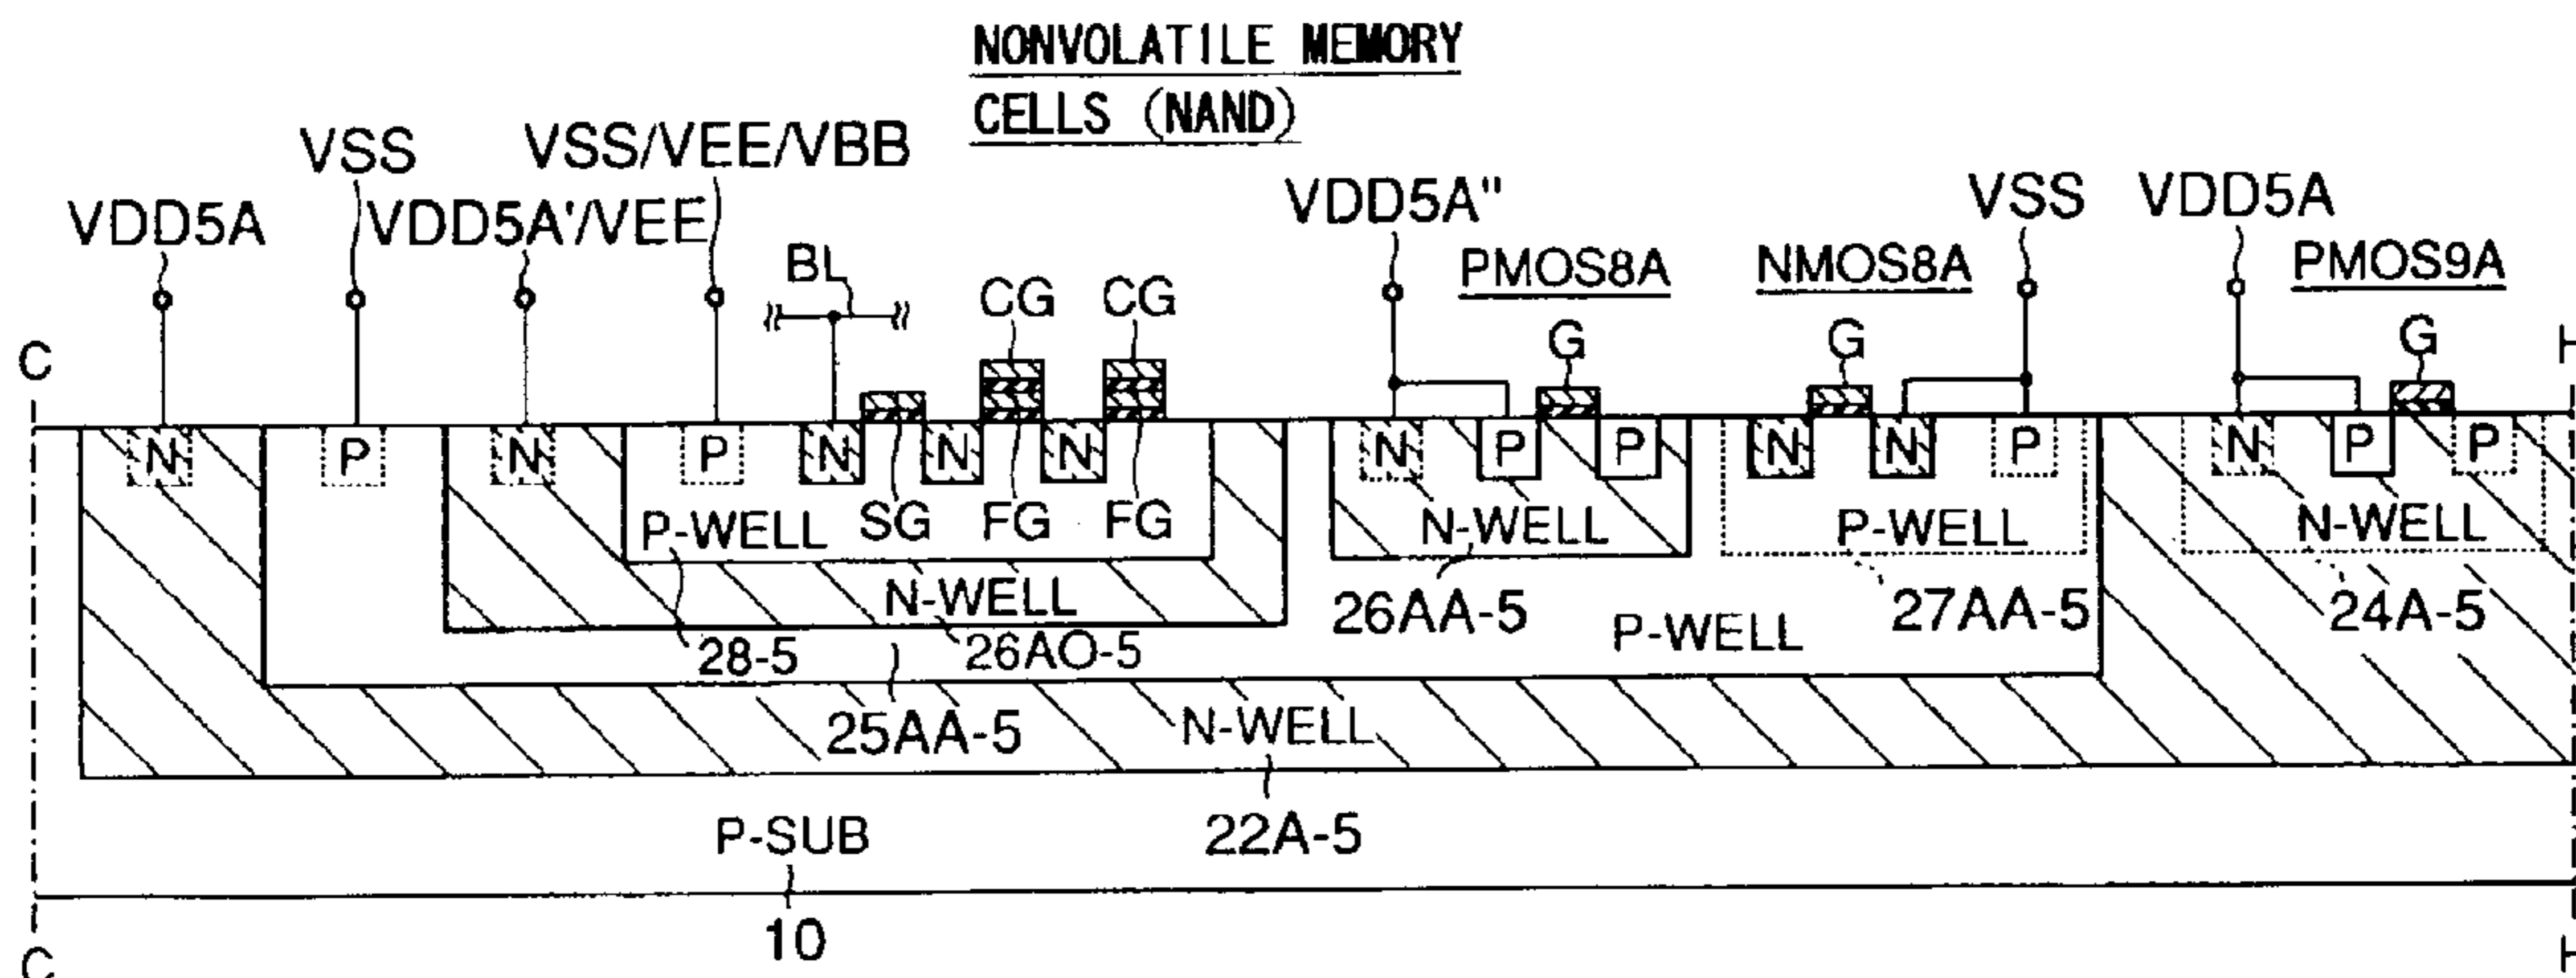 NONVOLATILE MEMORY
CELLS (NAND)
VSS VSS/VEE/VBB
VDD5A VDD5A'/VEE VDD5A" VSS VDD5A
BL PMOS8A NMOS8A PMOS9A
CG CG
C G G G H
N P N P N N N N P P N N P N P P
P-WELL SG FG FG N-WELL P-WELL N-WELL
N-WELL 26AA-5 27AA-5 24A-5
28-5 26AO-5 P-WELL
25AA-5 N-WELL
P-SUB 22A-5
10
C H